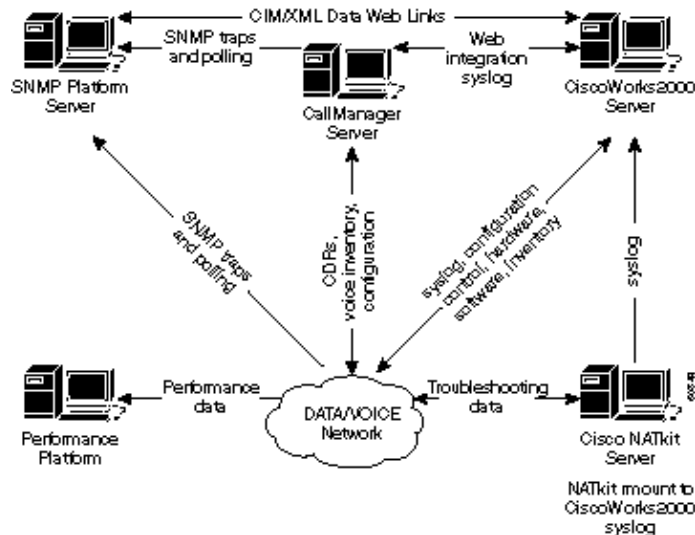 CIM/XML Data Web Links
SNMP traps
and polling
Web
integration
syslog
SNMP Platform
Server
CallManager
Server
CiscoWorks2000
Server
SNMP traps
and polling
CDRs,
voice inventory,
configuration
syslog, configuration
control, hardware,
software, inventory
syslog
Performance
data
DATA/VOICE
Network
Troubleshooting
data
Performance
Platform
Cisco NATkit
Server
NATkit mount to
CiscoWorks2000
syslog